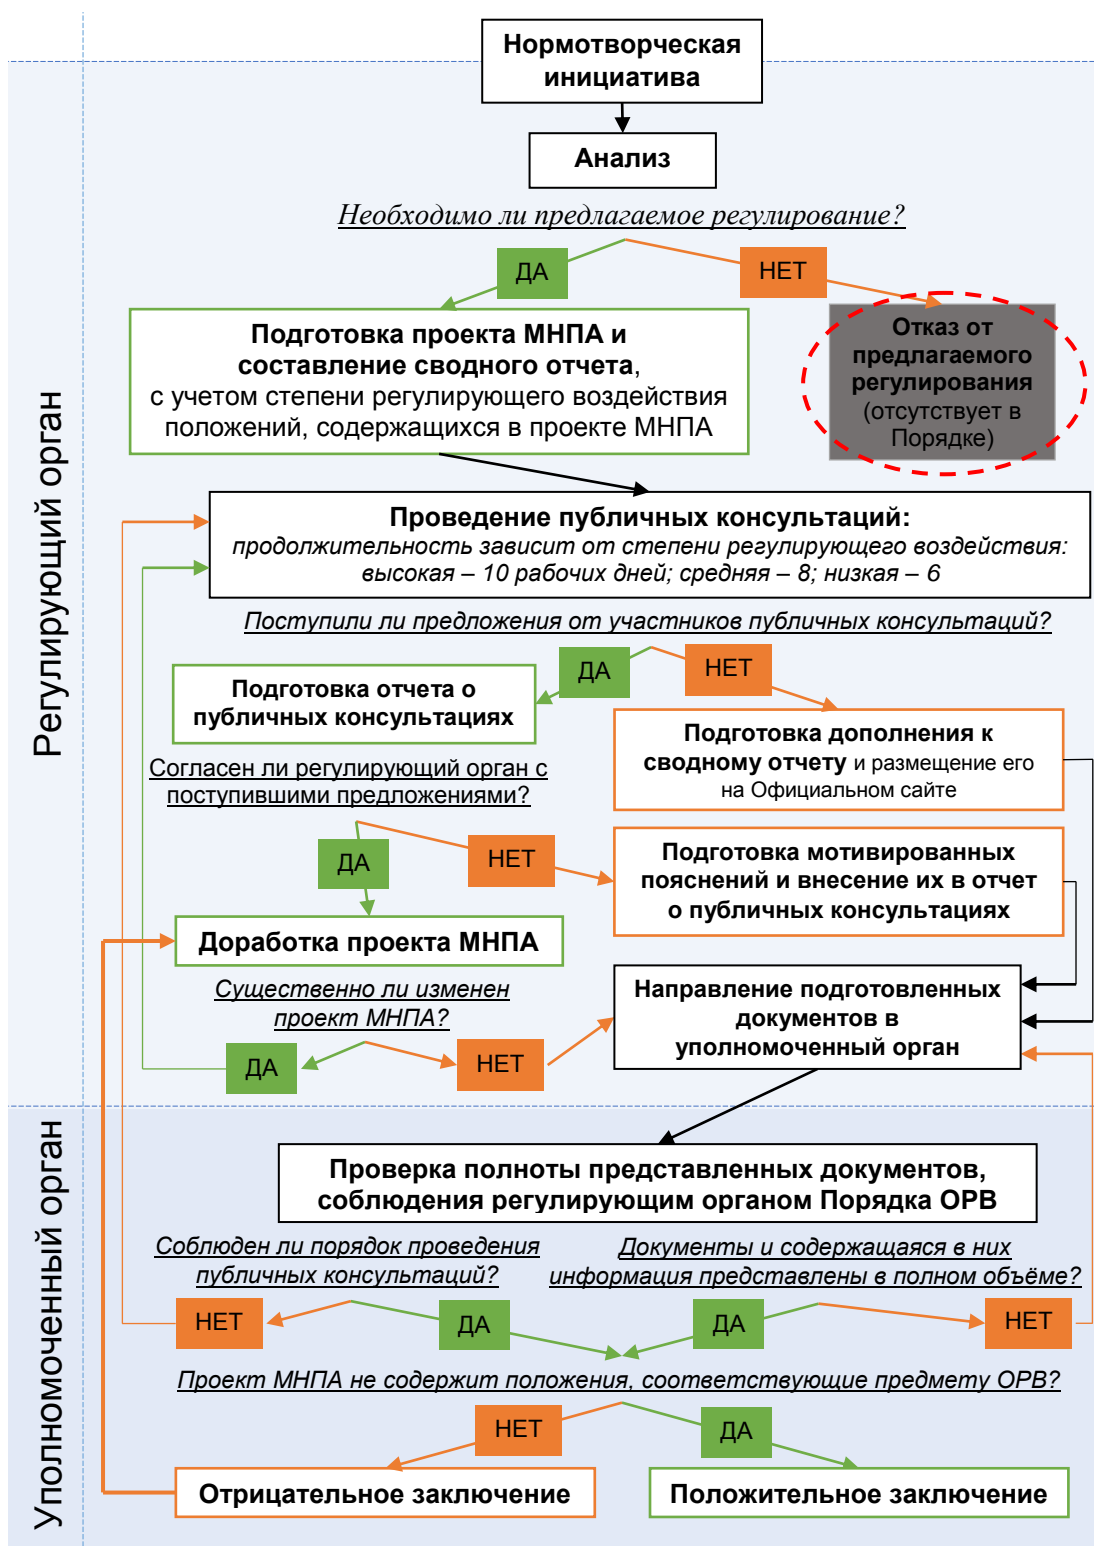 Нормотворческая
инициатива
Анализ
Необходимо ли предлагаемое регулирование?
ДА
НЕТ
Подготовка проекта МНПА и
составление сводного отчета,
с учетом степени регулирующего воздействия
положений, содержащихся в проекте МНПА
Отказ от
предлагаемого
регулирования
(отсутствует в
Порядке)
Регулирующий орган
Проведение публичных консультаций:
продолжительность зависит от степени регулирующего воздействия:
высокая – 10 рабочих дней; средняя – 8; низкая – 6
Поступили ли предложения от участников публичных консультаций?
ДА
НЕТ
Подготовка отчета о
публичных консультациях
Подготовка дополнения к
сводному отчету и размещение его
на Официальном сайте
Согласен ли регулирующий орган с
поступившими предложениями?
ДА
НЕТ
Подготовка мотивированных
пояснений и внесение их в отчет
о публичных консультациях
Доработка проекта МНПА
Существенно ли изменен
проект МНПА?
ДА
НЕТ
Направление подготовленных
документов в
уполномоченный орган
Уполномоченный орган
Проверка полноты представленных документов,
соблюдения регулирующим органом Порядка ОРВ
Соблюден ли порядок проведения
публичных консультаций?
Документы и содержащаяся в них
информация представлены в полном объёме?
НЕТ
ДА
ДА
НЕТ
Проект МНПА не содержит положения, соответствующие предмету ОРВ?
НЕТ
ДА
Отрицательное заключение
Положительное заключение